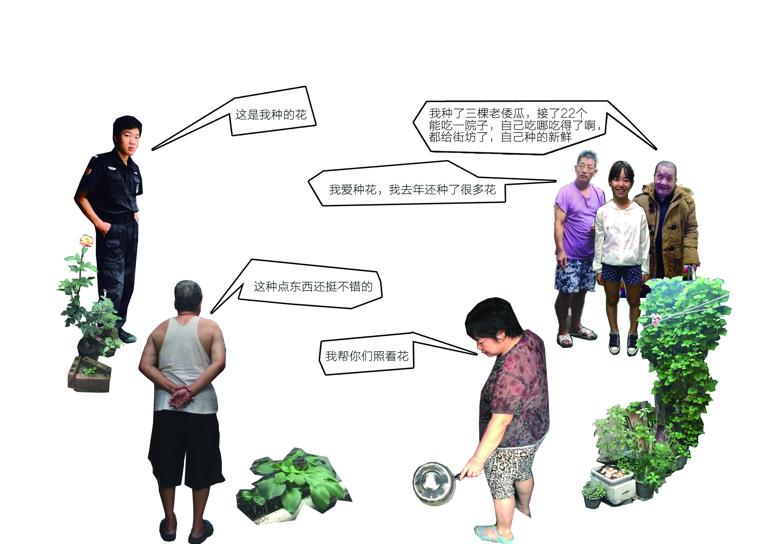 这是我种的花
我种了三棵老倭瓜，接了22个
能吃一院子，自己吃哪吃得了啊，
都给街坊了，自己种的新鲜
我爱种花，我去年还种了很多花
这种点东西还挺不错的
我帮你们照看花